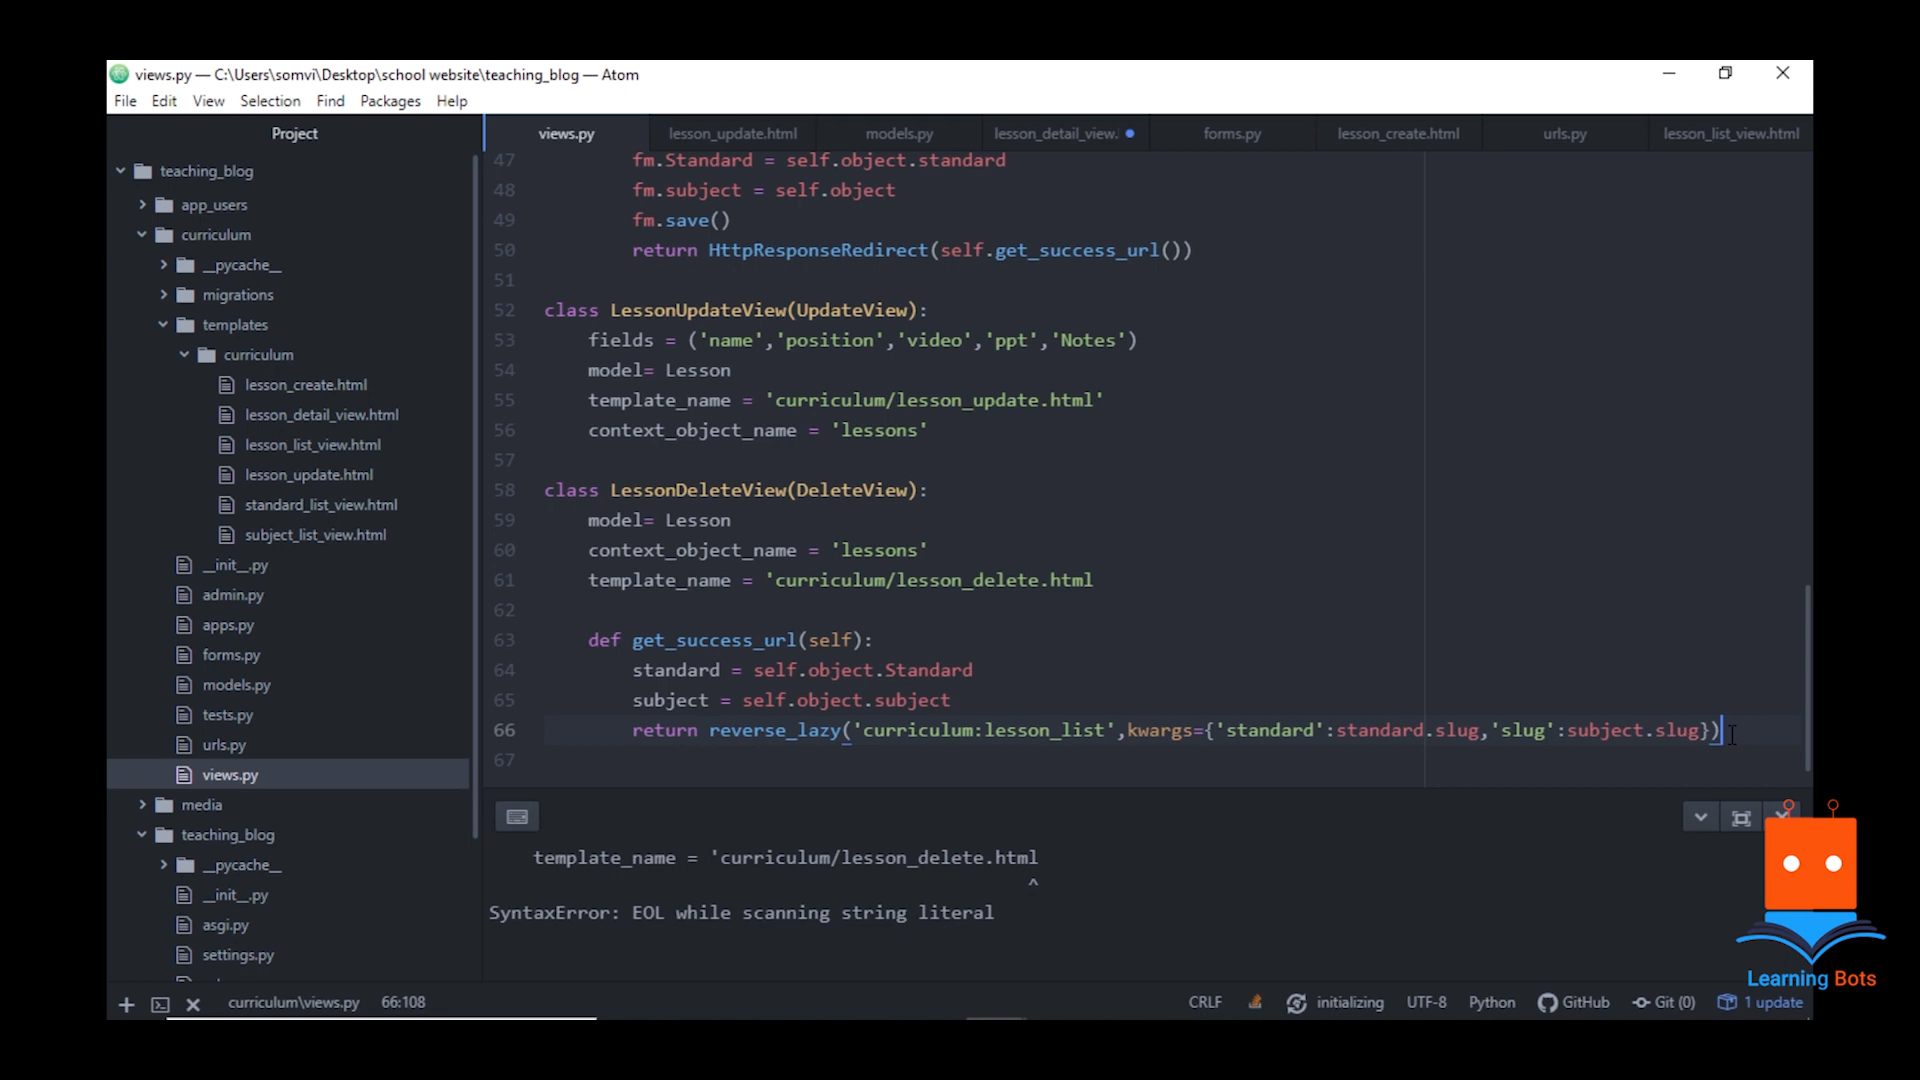 views.py — C:\Users\somvi\Desktop\school website\teaching_blog — Atom
File Edit View Selection Find Packages Help
Project
views.py lesson_update.html models.py lesson_detail_view. forms.py lesson_create.html urls.py lesson_list_view.html
teaching_blog
app_users
curriculum
__pycache__
migrations
templates
curriculum
lesson_create.html
lesson_detail_view.html
lesson_list_view.html
lesson_update.html
standard_list_view.html
subject_list_view.html
__init__.py
admin.py
apps.py
forms.py
models.py
tests.py
urls.py
views.py
media
teaching_blog
__pycache__
__init__.py
asgi.py
settings.py
47 fm.Standard = self.object.standard
48 fm.subject = self.object
49 fm.save()
50 return HttpResponseRedirect(self.get_success_url())
51
52 class LessonUpdateView(UpdateView):
53 fields = ('name','position','video','ppt','Notes')
54 model= Lesson
55 template_name = 'curriculum/lesson_update.html'
56 context_object_name = 'lessons'
57
58 class LessonDeleteView(DeleteView):
59 model= Lesson
60 context_object_name = 'lessons'
61 template_name = 'curriculum/lesson_delete.html
62
63 def get_success_url(self):
64 standard = self.object.Standard
65 subject = self.object.subject
66 return reverse_lazy('curriculum:lesson_list',kwargs={'standard':standard.slug,'slug':subject.slug})
67
template_name = 'curriculum/lesson_delete.html
^
SyntaxError: EOL while scanning string literal
Learning Bots
curriculum\views.py 66:108 CRLF initializing UTF-8 Python GitHub Git (0) 1 update